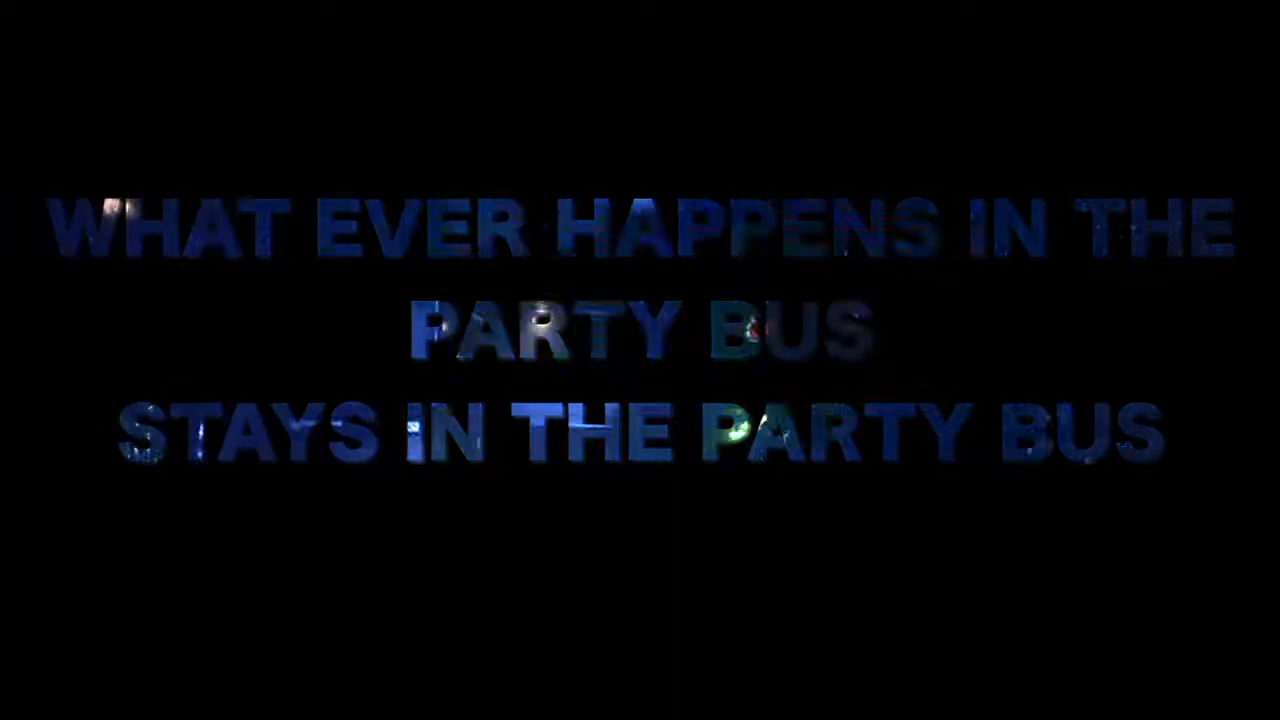 WHAT EVER HAPPENS IN THE
PARTY BUS
STAYS IN THE PARTY BUS